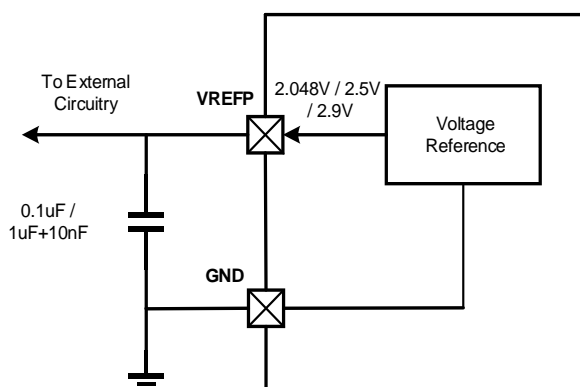 To External
Circuitry
VREFP
2.048V / 2.5V
/ 2.9V
Voltage
Reference
0.1uF /
1uF+10nF
GND